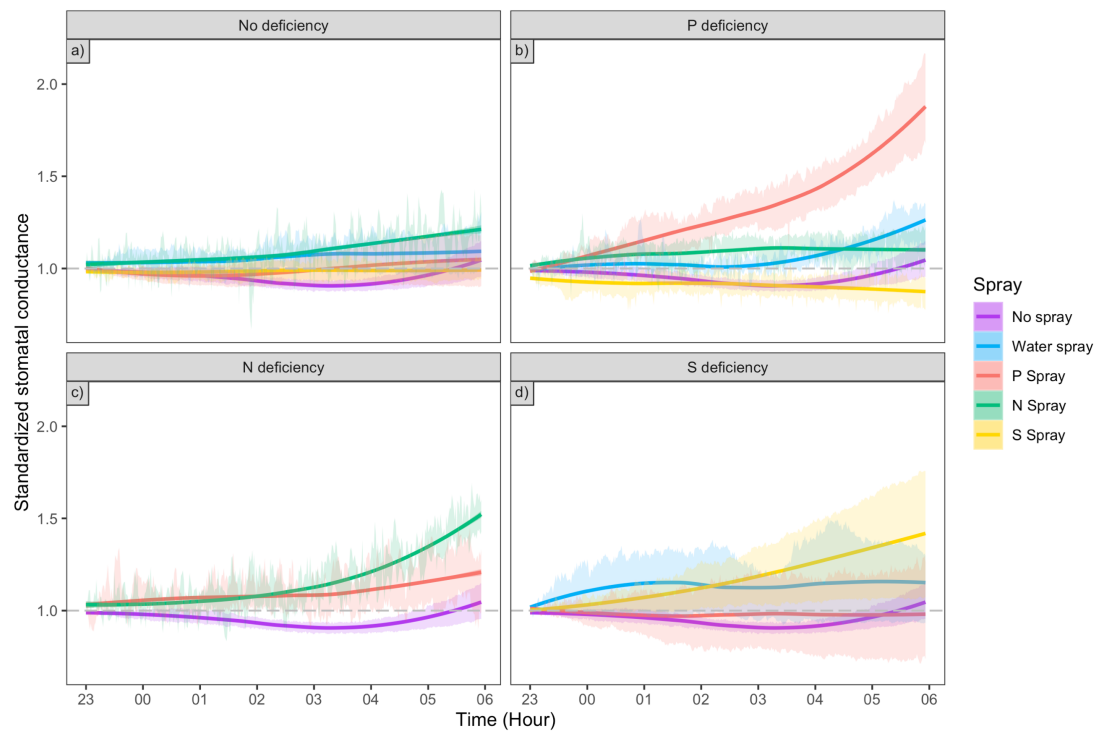 No deficiency
P deficiency
a)
b)
2.0
1.5
1.0
N deficiency
S deficiency
c)
d)
2.0
1.5
1.0
23 00 01 02 03 04 05 06
23 00 01 02 03 04 05 06
Time (Hour)
Standardized stomatal conductance
Spray
No spray
Water spray
P Spray
N Spray
S Spray